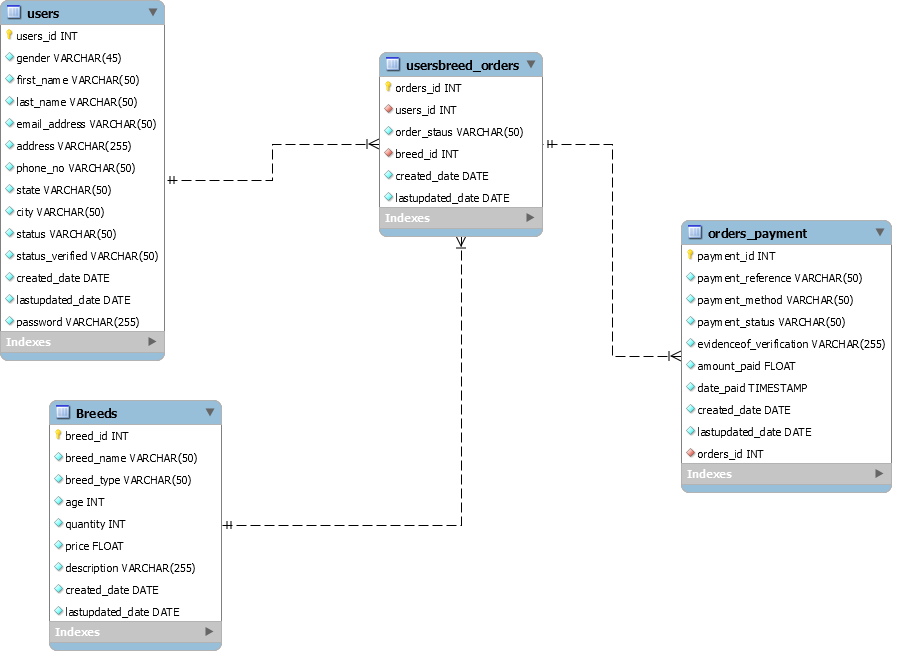 users
users_id INT
gender VARCHAR(45)
first_name VARCHAR(50)
last_name VARCHAR(50)
email_address VARCHAR(50)
address VARCHAR(255)
phone_no VARCHAR(50)
state VARCHAR(50)
city VARCHAR(50)
status VARCHAR(50)
status_verified VARCHAR(50)
created_date DATE
lastupdated_date DATE
password VARCHAR(255)
Indexes
usersbreed_orders
orders_id INT
users_id INT
order_staus VARCHAR(50)
breed_id INT
created_date DATE
lastupdated_date DATE
Indexes
orders_payment
payment_id INT
payment_reference VARCHAR(50)
payment_method VARCHAR(50)
payment_status VARCHAR(50)
evidenceof_verification VARCHAR(255)
amount_paid FLOAT
date_paid TIMESTAMP
created_date DATE
lastupdated_date DATE
orders_id INT
Indexes
Breeds
breed_id INT
breed_name VARCHAR(50)
breed_type VARCHAR(50)
age INT
quantity INT
price FLOAT
description VARCHAR(255)
created_date DATE
lastupdated_date DATE
Indexes